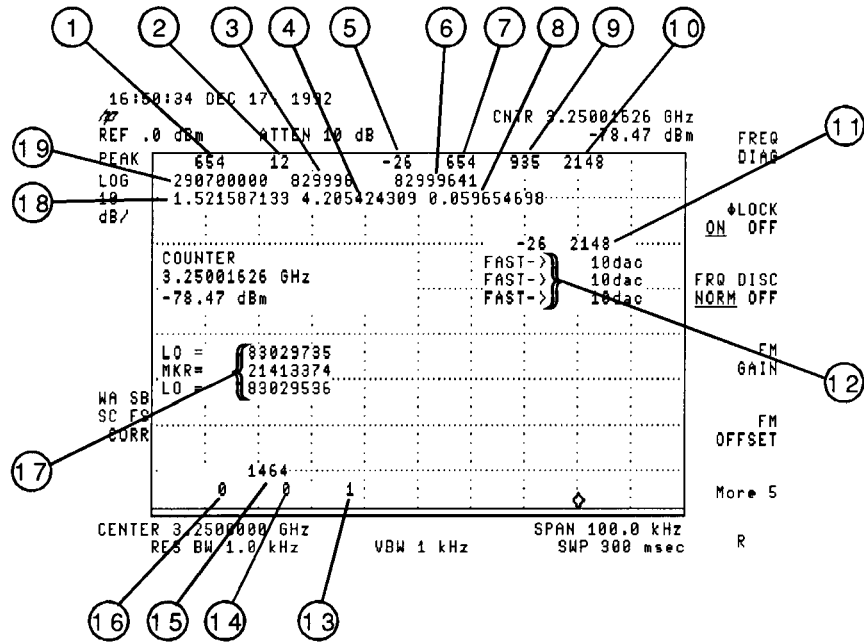 1 2 3 4 5 6 7 8 9 10
16:50:34 DEC 17, 1992
hp CNTR 3.25001626 GHz
REF .0 dBm ATTEN 10 dB -78.47 dBm FREQ 11
19 PEAK 654 12 -26 654 935 2148 DIAG
LOG 290700000 829996 82999641
18 10 1.521587133 4.205424309 0.059654698
dB/ ϕLOCK
ON OFF
-26 2148
COUNTER FAST-> 10dac
3.25001626 GHz FAST-> 10dac FRQ DISC
-78.47 dBm FAST-> 10dac NORM OFF
LO = 83029735 FM
MKR= 21413374 GAIN
LO = 83029536 12
WA SB
SC FS FM
CORR OFFSET
17
1464
0 0 1 More 5
CENTER 3.2500000 GHz SPAN 100.0 kHz
RES BW 1.0 kHz VBW 1 kHz SWP 300 msec R
16 15 14 13